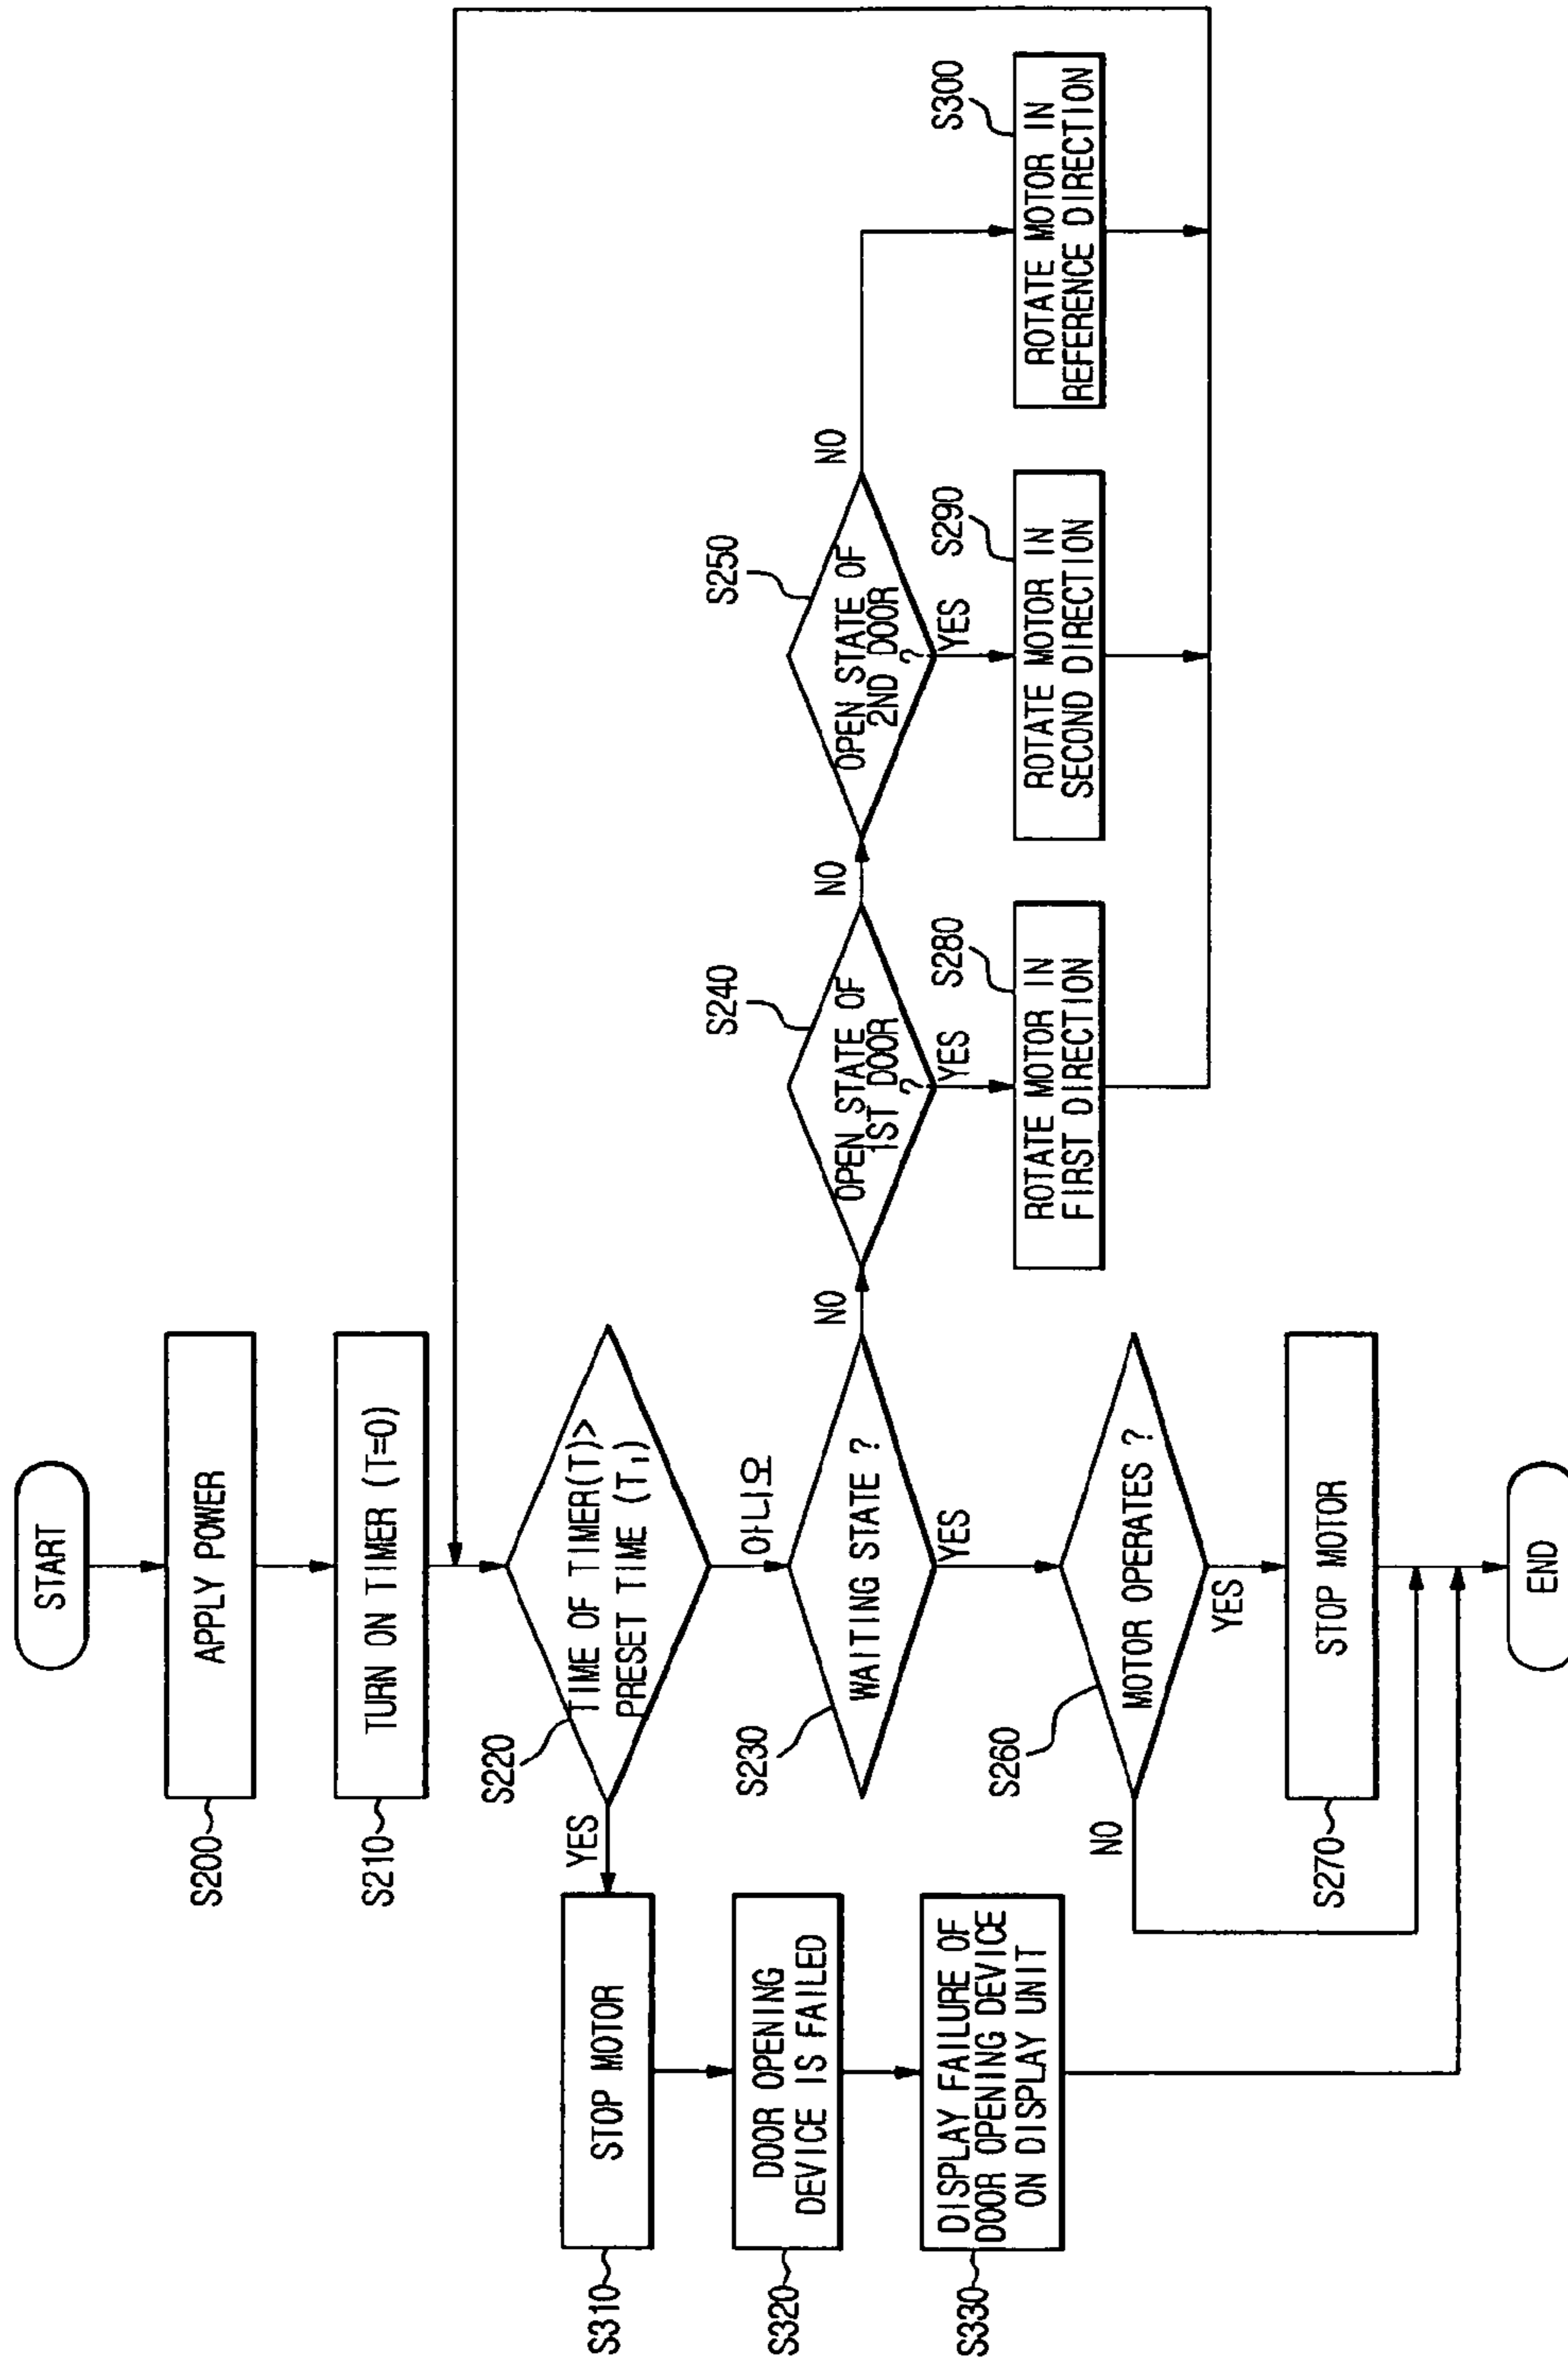 START
APPLY POWER
S200
TURN ON TIMER (T=0)
S210
TIME OF TIMER(T)>
PRESET TIME (T₁)
S220
YES
아니오
STOP MOTOR
S310
DOOR OPENING
DEVICE IS FAILED
S320
DISPLAY FAILURE OF
DOOR OPENING DEVICE
ON DISPLAY UNIT
S330
WAITING STATE ?
S230
NO
YES
OPEN STATE OF
1ST DOOR
?
S240
NO
YES
OPEN STATE OF
2ND DOOR
?
S250
NO
YES
MOTOR OPERATES ?
S260
NO
YES
STOP MOTOR
S270
ROTATE MOTOR IN
FIRST DIRECTION
S280
ROTATE MOTOR IN
SECOND DIRECTION
S290
ROTATE MOTOR IN
REFERENCE DIRECTION
S300
END